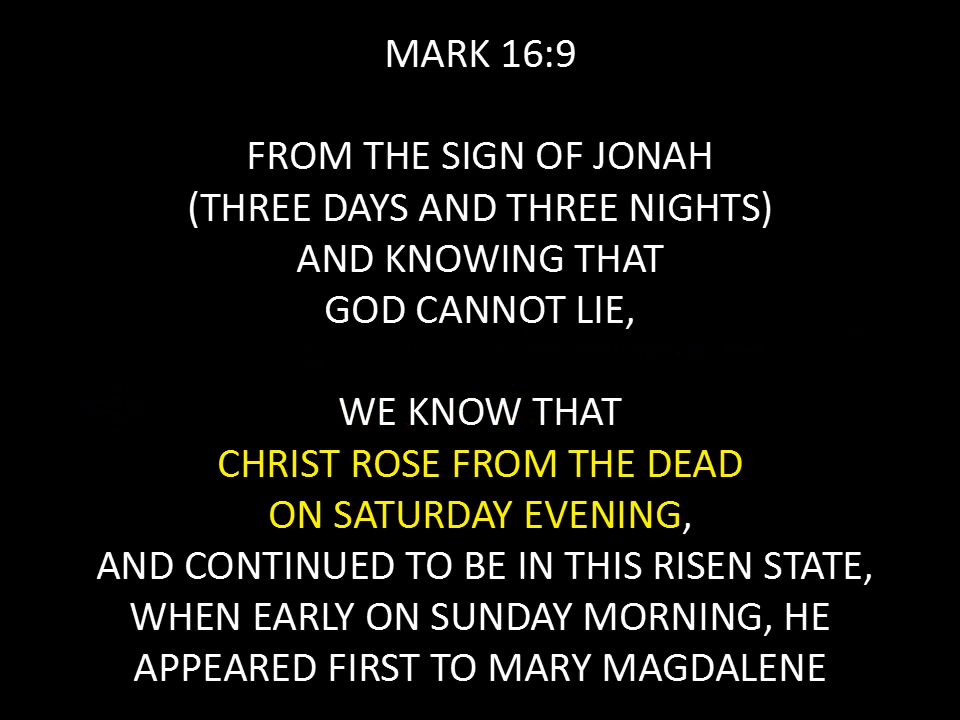 MARK 16:9
FROM THE SIGN OF JONAH
(THREE DAYS AND THREE NIGHTS)
AND KNOWING THAT
GOD CANNOT LIE,
WE KNOW THAT
CHRIST ROSE FROM THE DEAD
ON SATURDAY EVENING,
AND CONTINUED TO BE IN THIS RISEN STATE,
WHEN EARLY ON SUNDAY MORNING, HE
APPEARED FIRST TO MARY MAGDALENE